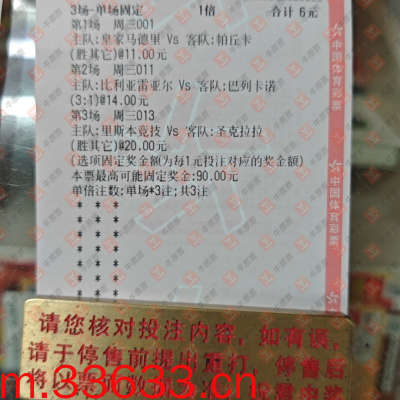 3场-单场固定 1倍 合计 6元
第1场 周三001
主队:皇家马德里 Vs 客队:帕丘卡
(胜其它)@11.00元
第2场 周三011
主队:比利亚雷亚尔 Vs 客队:巴列卡诺
(3:1)@14.00元
第3场 周三013
主队:里斯本竞技 Vs 客队:圣克拉拉
(胜其它)@20.00元
(选项固定奖金额为每1元投注对应的奖金额)
本票最高可能固定奖金:90.00元
单倍注数:单场*3注;共3注
* * *
* * *
* * *
* * *
* * *
* * *
中国体育彩票
中国体育彩票
请您核对投注内容,如有误,
请于停售前提出重打,停售后
将以票面数
m.33633.cn